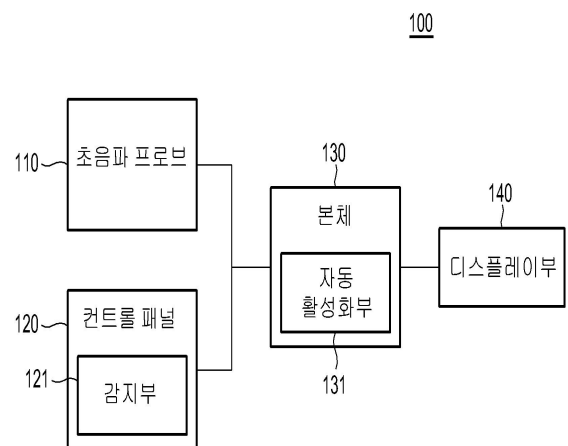 100
110
초음파 프로브
130
본체
자동
활성화부
131
140
디스플레이부
120
컨트롤 패널
121
감지부